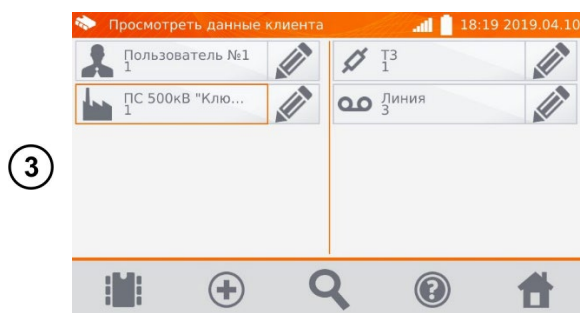 Просмотреть данные клиента 18:19 2019.04.10
Пользователь №1
1
ПС 500кВ "Клю...
1
ТЗ
1
Линия
3
3